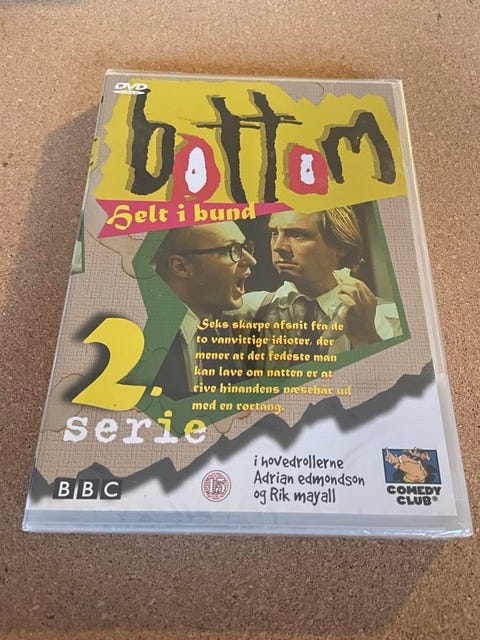 DVD
VIDEO
bottom
Helt i bund
Seks skarpe afsnit fra de
to vanvittige idioter, der
mener at det fedeste man
kan lave om natten er at
rive hinandens næsehår ud
med en rørtang.
2.
serie
BBC
15
i hovedrollerne
Adrian edmondson
og Rik mayall
COMEDY
CLUB®